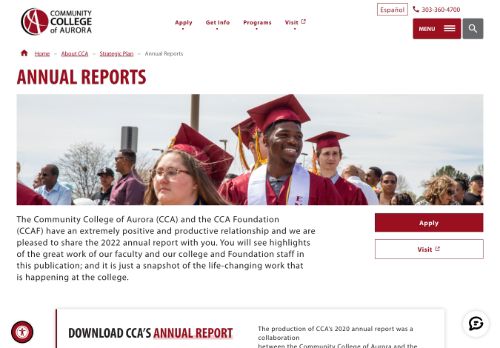 COMMUNITY
COLLEGE
of AURORA
Español
303-360-4700
Apply
Get Info
Programs
Visit
MENU
Home – About CCA – Strategic Plan – Annual Reports
ANNUAL REPORTS
The Community College of Aurora (CCA) and the CCA Foundation
(CCAF) have an extremely positive and productive relationship and we are
pleased to share the 2022 annual report with you. You will see highlights
of the great work of our faculty and our college and Foundation staff in
this publication; and it is just a snapshot of the life-changing work that
is happening at the college.
Apply
Visit
DOWNLOAD CCA'S ANNUAL REPORT
The production of CCA's 2020 annual report was a
collaboration
between the Community College of Aurora and the